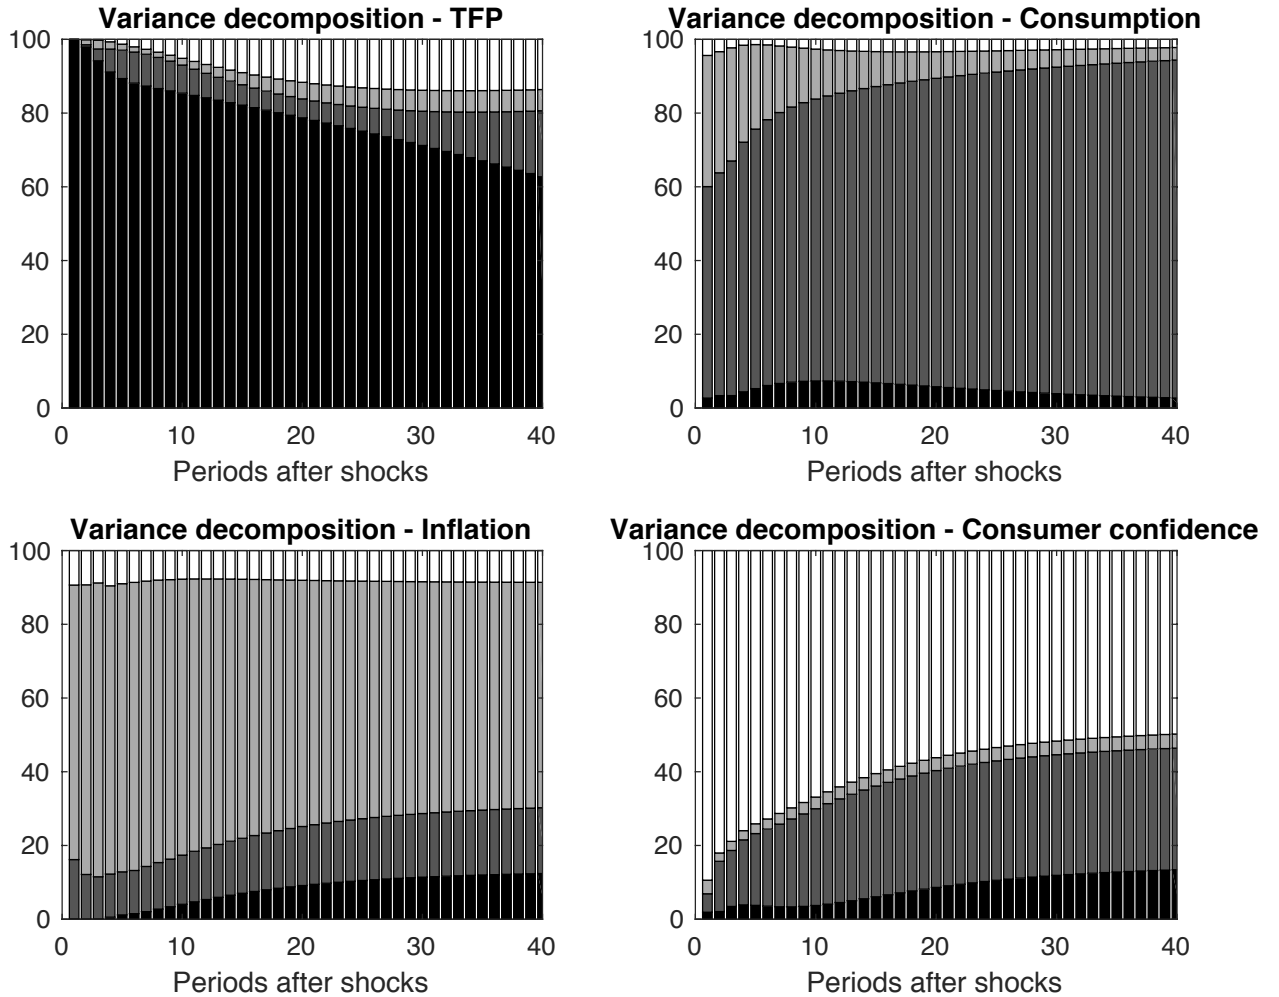 Variance decomposition - TFP
100
80
60
40
20
0
0 10 20 30 40
Periods after shocks
Variance decomposition - Consumption
100
80
60
40
20
0
0 10 20 30 40
Periods after shocks
Variance decomposition - Inflation
100
80
60
40
20
0
0 10 20 30 40
Periods after shocks
Variance decomposition - Consumer confidence
100
80
60
40
20
0
0 10 20 30 40
Periods after shocks